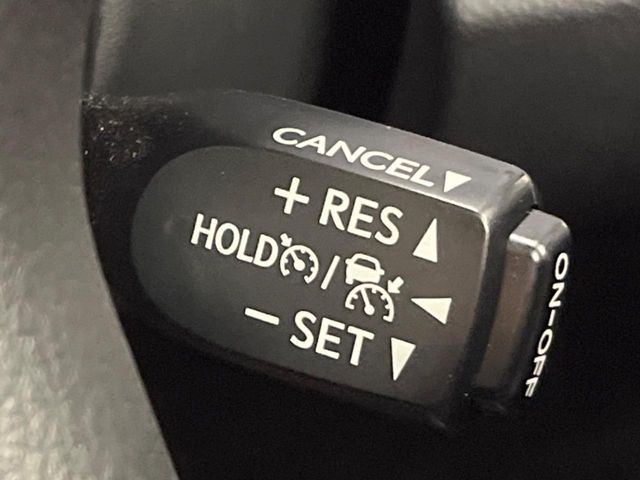 CANCEL▼
+ RES ▲
HOLD / ◀
− SET ▼
ON-OFF